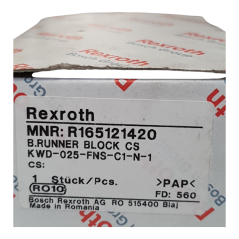 Rexroth
Rexroth
MNR: R165121420
B.RUNNER BLOCK CS
KWD-025-FNS-C1-N-1
CS:
1 Stück/Pcs. >PAP<
RO10 FD: 560
Bosch Rexroth AG RO 515400 Blaj
Made in Romania